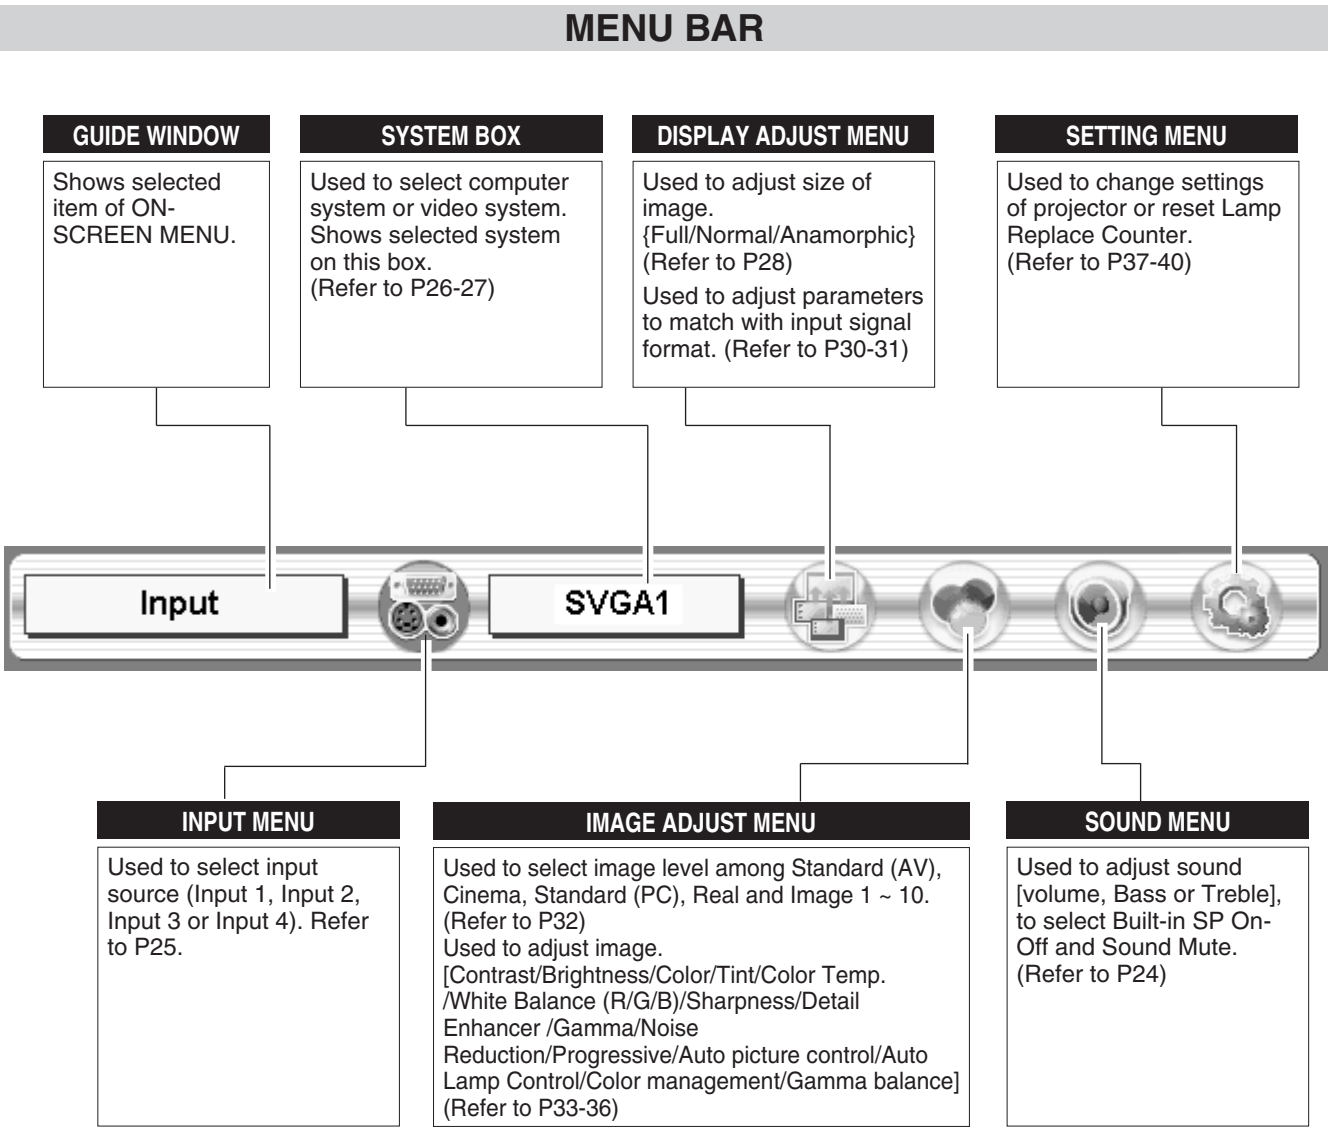 MENU BAR
GUIDE WINDOW
Shows selected
item of ON-
SCREEN MENU.
SYSTEM BOX
Used to select computer
system or video system.
Shows selected system
on this box.
(Refer to P26-27)
DISPLAY ADJUST MENU
Used to adjust size of
image.
{Full/Normal/Anamorphic}
(Refer to P28)
Used to adjust parameters
to match with input signal
format. (Refer to P30-31)
SETTING MENU
Used to change settings
of projector or reset Lamp
Replace Counter.
(Refer to P37-40)
Input
SVGA1
INPUT MENU
Used to select input
source (Input 1, Input 2,
Input 3 or Input 4). Refer
to P25.
IMAGE ADJUST MENU
Used to select image level among Standard (AV),
Cinema, Standard (PC), Real and Image 1 ~ 10.
(Refer to P32)
Used to adjust image.
[Contrast/Brightness/Color/Tint/Color Temp.
/White Balance (R/G/B)/Sharpness/Detail
Enhancer /Gamma/Noise
Reduction/Progressive/Auto picture control/Auto
Lamp Control/Color management/Gamma balance]
(Refer to P33-36)
SOUND MENU
Used to adjust sound
[volume, Bass or Treble],
to select Built-in SP On-
Off and Sound Mute.
(Refer to P24)